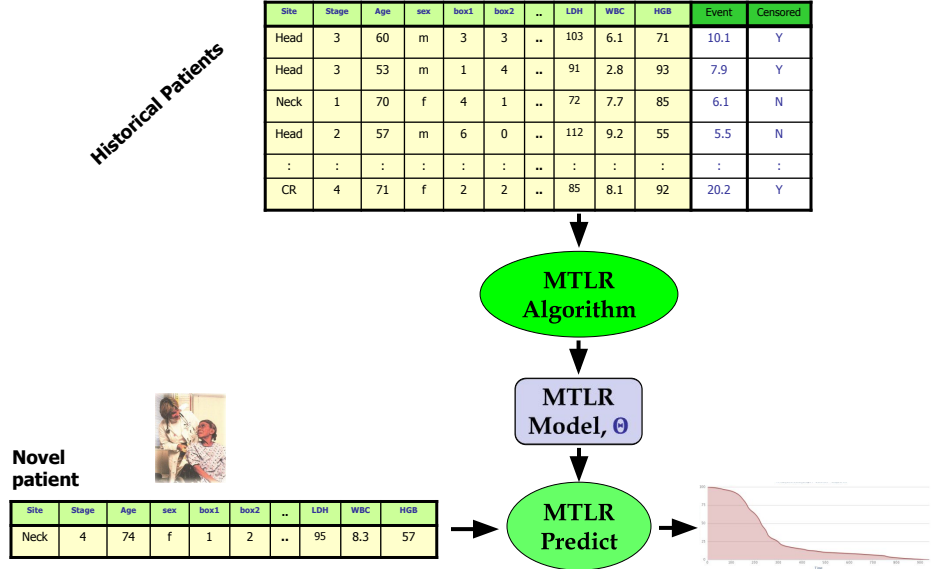 Site Stage Age sex box1 box2 .. LDH WBC HGB Event Censored
Head 3 60 m 3 3 .. 103 6.1 71 10.1 Y
Head 3 53 m 1 4 .. 91 2.8 93 7.9 Y
Neck 1 70 f 4 1 .. 72 7.7 85 6.1 N
Head 2 57 m 6 0 .. 112 9.2 55 5.5 N
: : : : : : .. : : : : :
CR 4 71 f 2 2 .. 85 8.1 92 20.2 Y
Historical Patients
MTLR
Algorithm
MTLR
Model, Θ
Novel
patient
Site Stage Age sex box1 box2 .. LDH WBC HGB
Neck 4 74 f 1 2 .. 95 8.3 57
MTLR
Predict